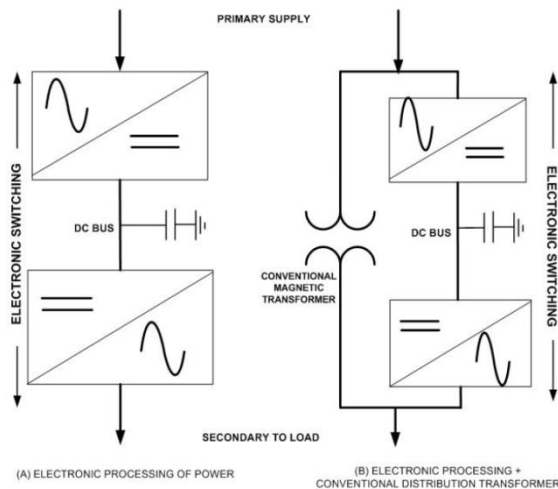 PRIMARY SUPPLY
ELECTRONIC SWITCHING
DC BUS
CONVENTIONAL
MAGNETIC
TRANSFORMER
DC BUS
ELECTRONIC SWITCHING
SECONDARY TO LOAD
(A) ELECTRONIC PROCESSING OF POWER
(B) ELECTRONIC PROCESSING +
CONVENTIONAL DISTRIBUTION TRANSFORMER